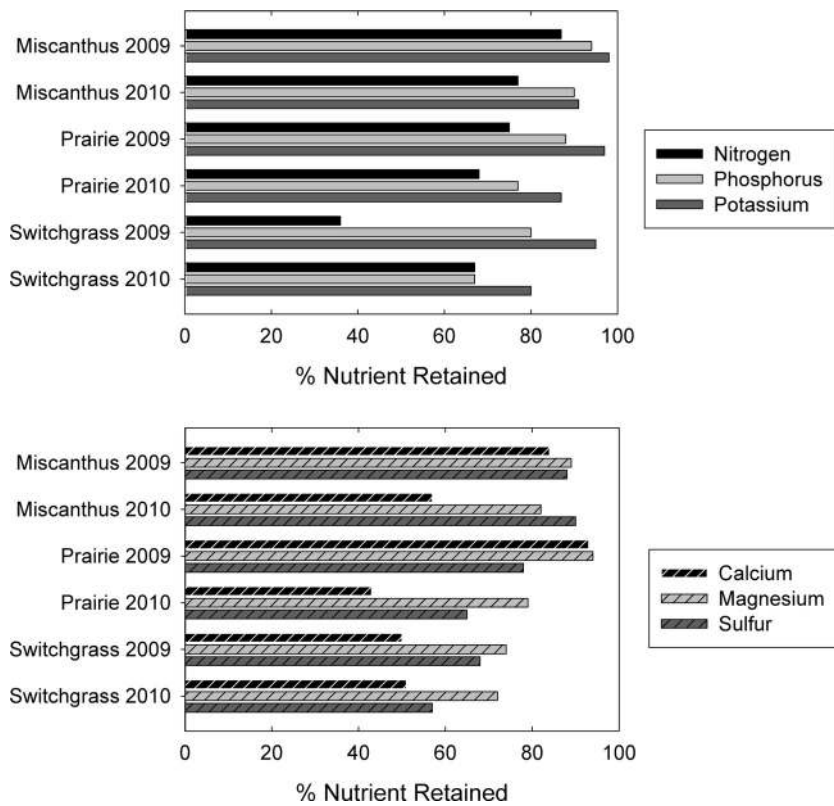 Miscanthus 2009
Miscanthus 2010
Prairie 2009
Prairie 2010
Switchgrass 2009
Switchgrass 2010
0 20 40 60 80 100
% Nutrient Retained
Nitrogen
Phosphorus
Potassium
Miscanthus 2009
Miscanthus 2010
Prairie 2009
Prairie 2010
Switchgrass 2009
Switchgrass 2010
0 20 40 60 80 100
% Nutrient Retained
Calcium
Magnesium
Sulfur